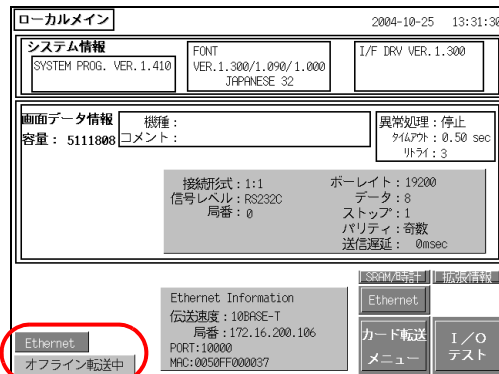 ローカルメイン
2004-10-25 13:31:30
システム情報
SYSTEM PROG. VER.1.410
FONT
VER.1.300/1.090/1.000
JAPANESE 32
I/F DRV VER.1.300
画面データ情報
容量： 5111808
機種：
コメント：
異常処理：停止
タイムアウト：0.50 sec
リトライ：3
接続形式：1:1
信号レベル：RS232C
局番：0
ボーレイト：19200
データ：8
ストップ：1
パリティ：奇数
送信遅延： 0msec
SRAM/時計
拡張情報
Ethernet Information
伝送速度：10BASE-T
局番：172.16.200.106
PORT:10000
MAC:0050FF000037
Ethernet
カード転送
メニュー
I/O
テスト
Ethernet
オフライン転送中